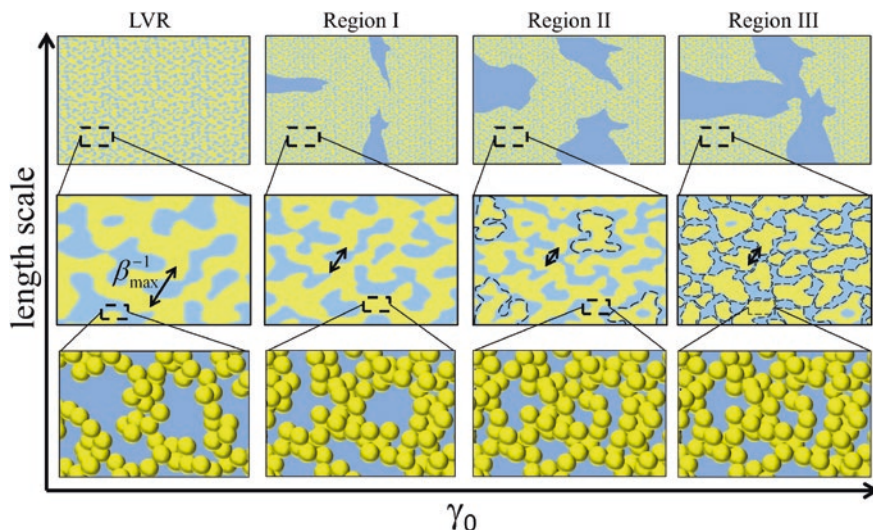 LVR
Region I
Region II
Region III
length scale
β⁻¹max
γ₀